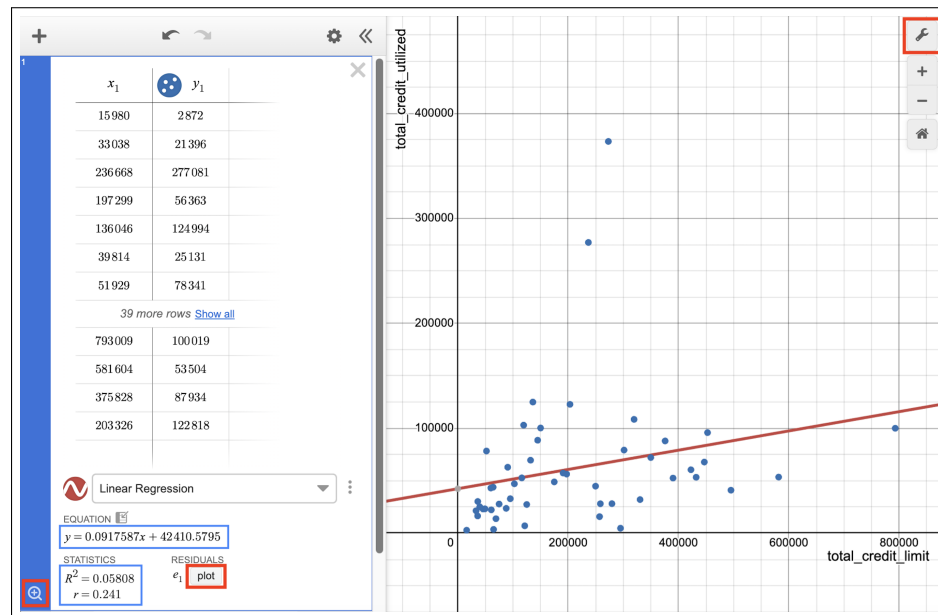 1
x₁ y₁
15980 2872
33038 21396
236668 277081
197299 56363
136046 124994
39814 25131
51929 78341
39 more rows Show all
793009 100019
581604 53504
375828 87934
203326 122818
Linear Regression
EQUATION
y = 0.0917587x + 42410.5795
STATISTICS RESIDUALS
R² = 0.05808 e₁ plot
r = 0.241
total_credit_utilized
400000
300000
200000
100000
0 200000 400000 600000 800000
total_credit_limit